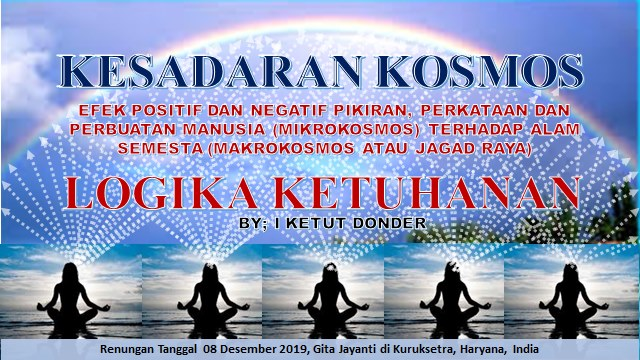 KESADARAN KOSMOS
EFEK POSITIF DAN NEGATIF PIKIRAN, PERKATAAN DAN
PERBUATAN MANUSIA (MIKROKOSMOS) TERHADAP ALAM
SEMESTA (MAKROKOSMOS ATAU JAGAD RAYA)
LOGIKA KETUHANAN
BY; I KETUT DONDER
Renungan Tanggal 08 Desember 2019, Gita Jayanti di Kuruksetra, Haryana, India